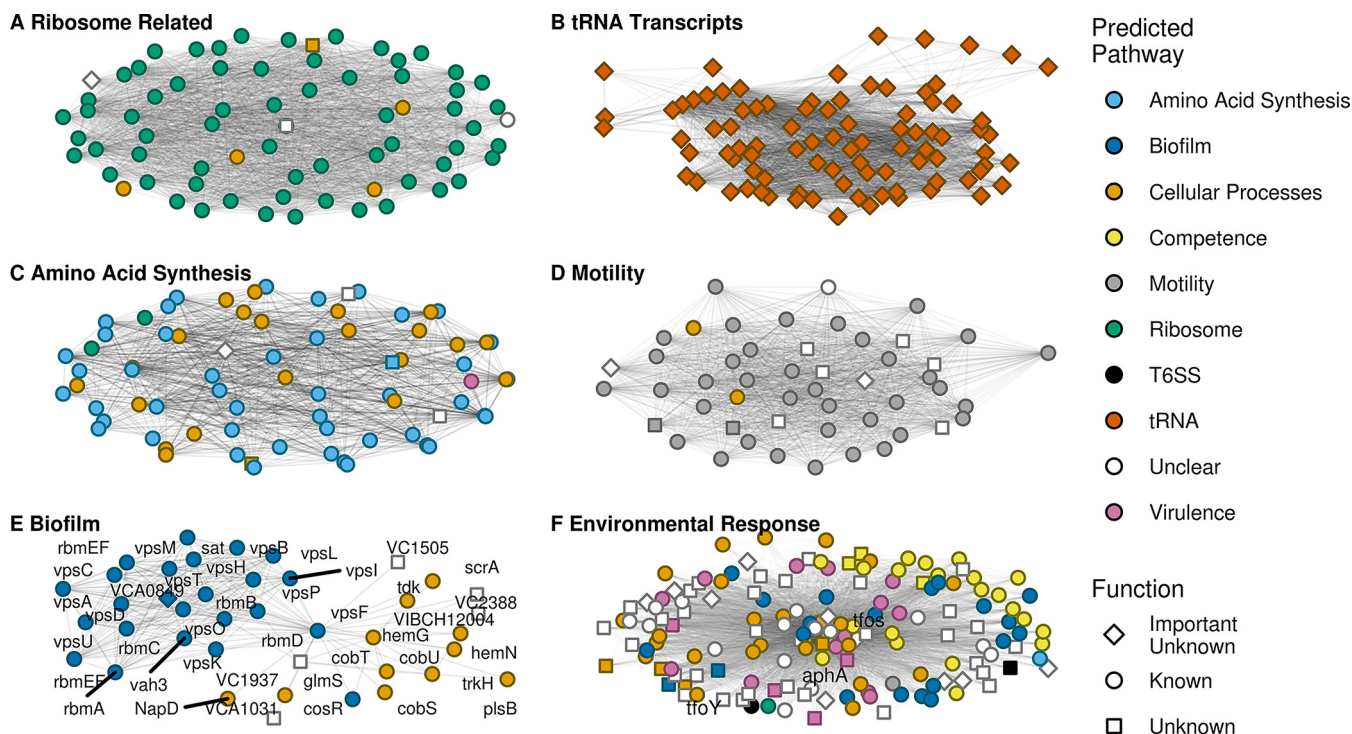 A Ribosome Related
B tRNA Transcripts
C Amino Acid Synthesis
D Motility
E Biofilm
rbmEF
vpsM
sat
vpsB
vpsL
VC1505
vpsC
vpsH
vpsI
scrA
VCA0849
vpsT
vpsP
tdk
vpsA
vpsD
rbmB
vpsF
VC2388
VIBCH12004
vpsU
rbmC
vpsO
rbmD
hemG
rbmEF
vah3
vpsK
cobT
cobU
hemN
VC1937
glmS
trkH
rbmA
NapD
VCA1031
cosR
cobS
plsB
F Environmental Response
tfos
aphA
tfoY
Predicted
Pathway
Amino Acid Synthesis
Biofilm
Cellular Processes
Competence
Motility
Ribosome
T6SS
tRNA
Unclear
Virulence
Function
Important
Unknown
Known
Unknown